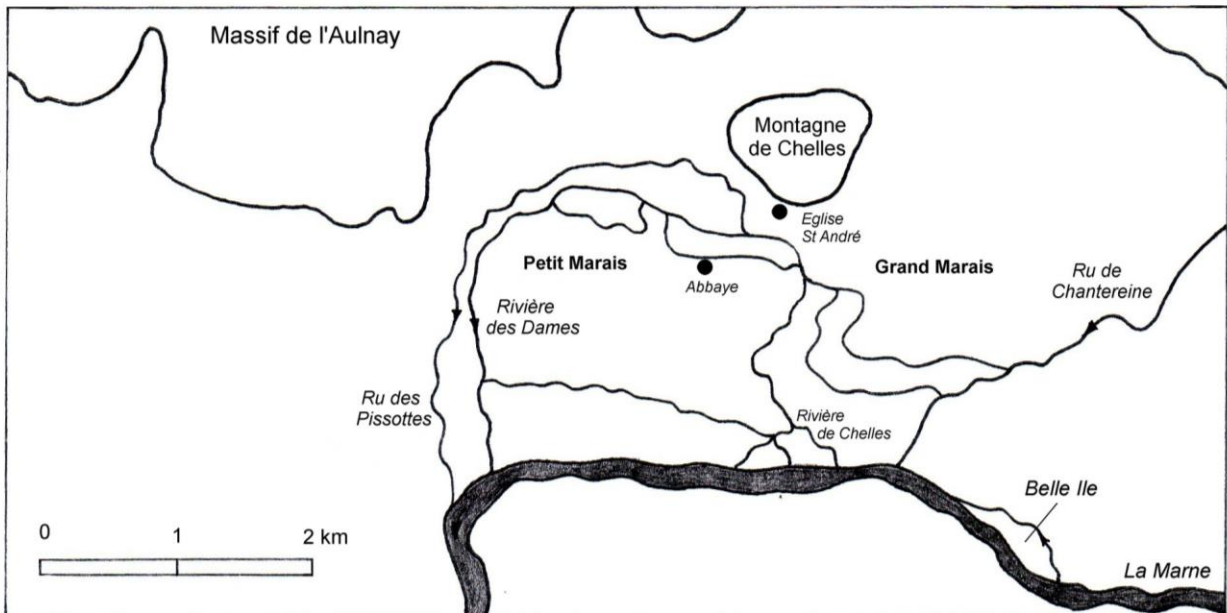 Massif de l'Aulnay
Montagne
de Chelles
Eglise
St André
Petit Marais
Grand Marais
Abbaye
Ru de
Chantereine
Rivière
des Dames
Ru des
Pissottes
Rivière
de Chelles
Belle Ile
0 1 2 km
La Marne